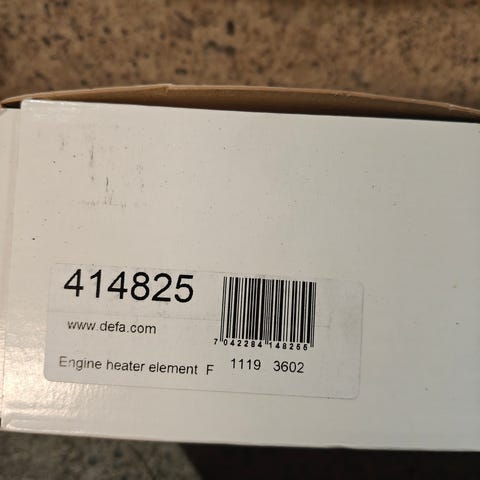 414825
www.defa.com
7 042284 148256
Engine heater element F 1119 3602